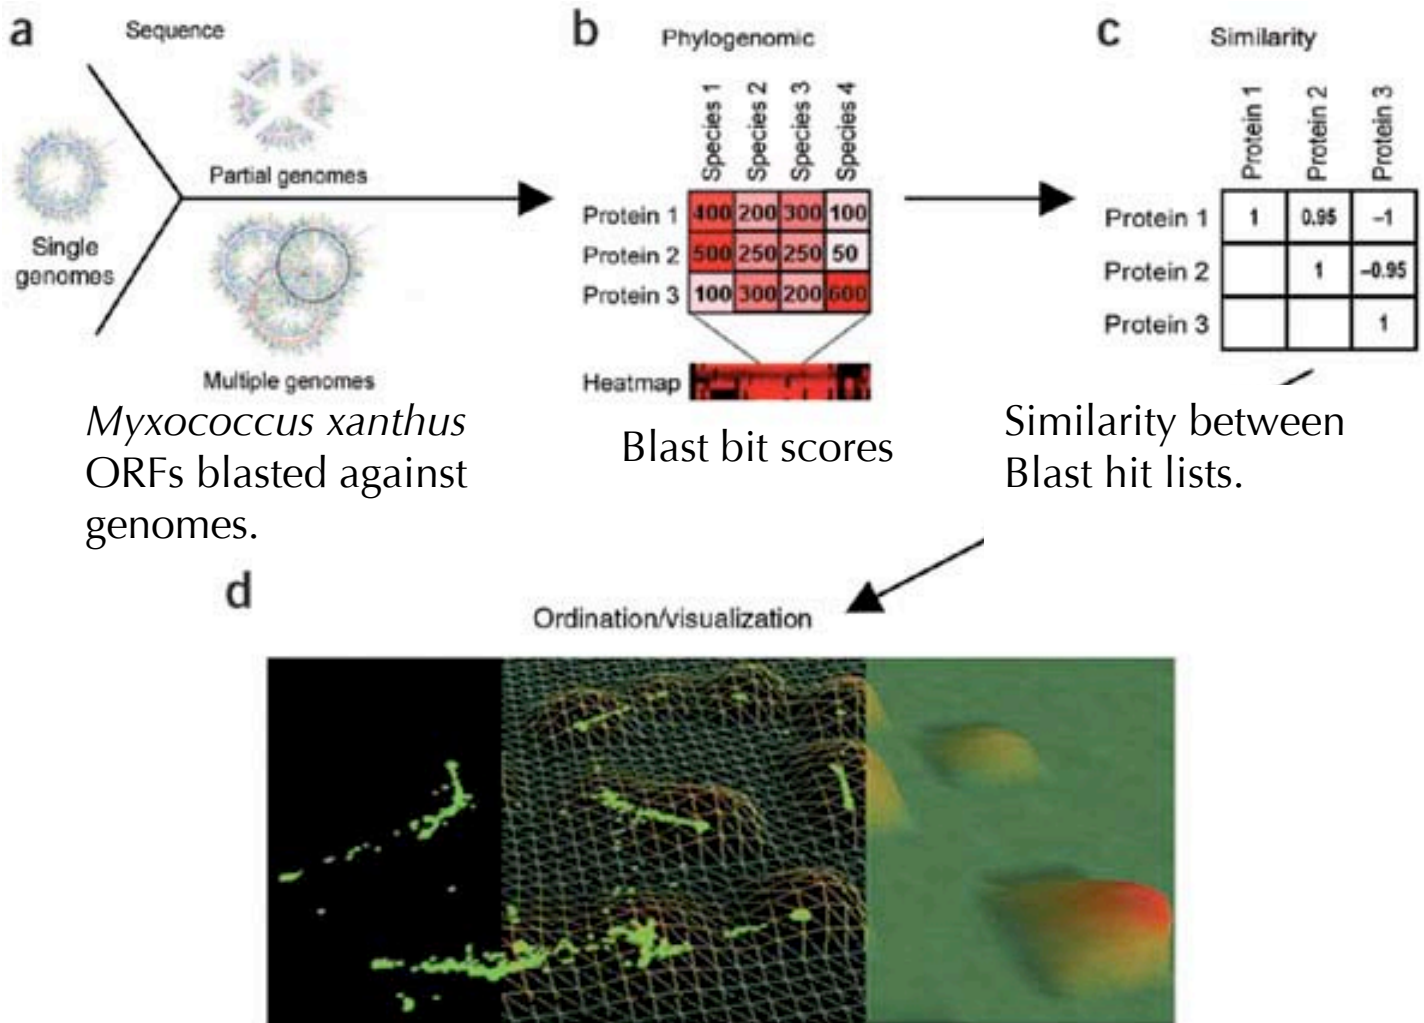 a
Sequence
Partial genomes
Single
genomes
Multiple genomes
Myxococcus xanthus
ORFs blasted against
genomes.
b
Phylogenomic
Species 1 Species 2 Species 3 Species 4
Protein 1 400 200 300 100
Protein 2 500 250 250 50
Protein 3 100 300 200 600
Heatmap
Blast bit scores
c
Similarity
Protein 1 Protein 2 Protein 3
Protein 1 1 0.95 –1
Protein 2 1 –0.95
Protein 3 1
Similarity between
Blast hit lists.
d
Ordination/visualization